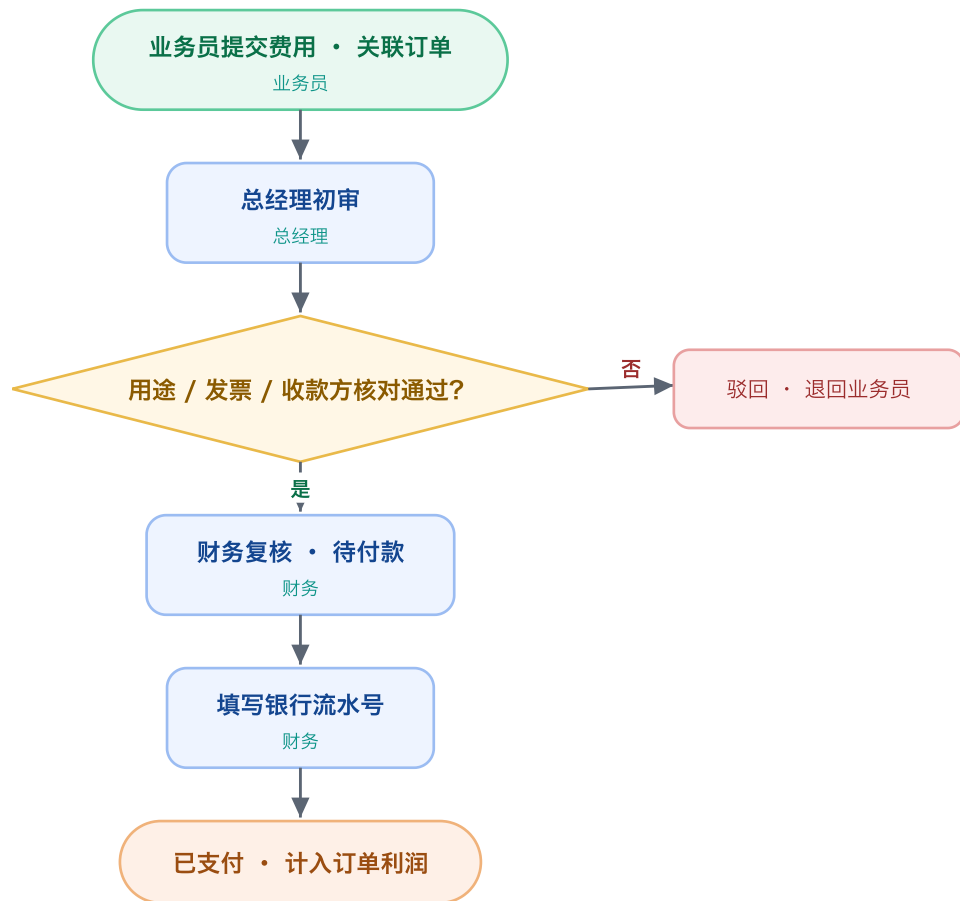 业务员提交费用 · 关联订单
业务员
总经理初审
总经理
用途 / 发票 / 收款方核对通过?
否
驳回 · 退回业务员
是
财务复核 · 待付款
财务
填写银行流水号
财务
已支付 · 计入订单利润